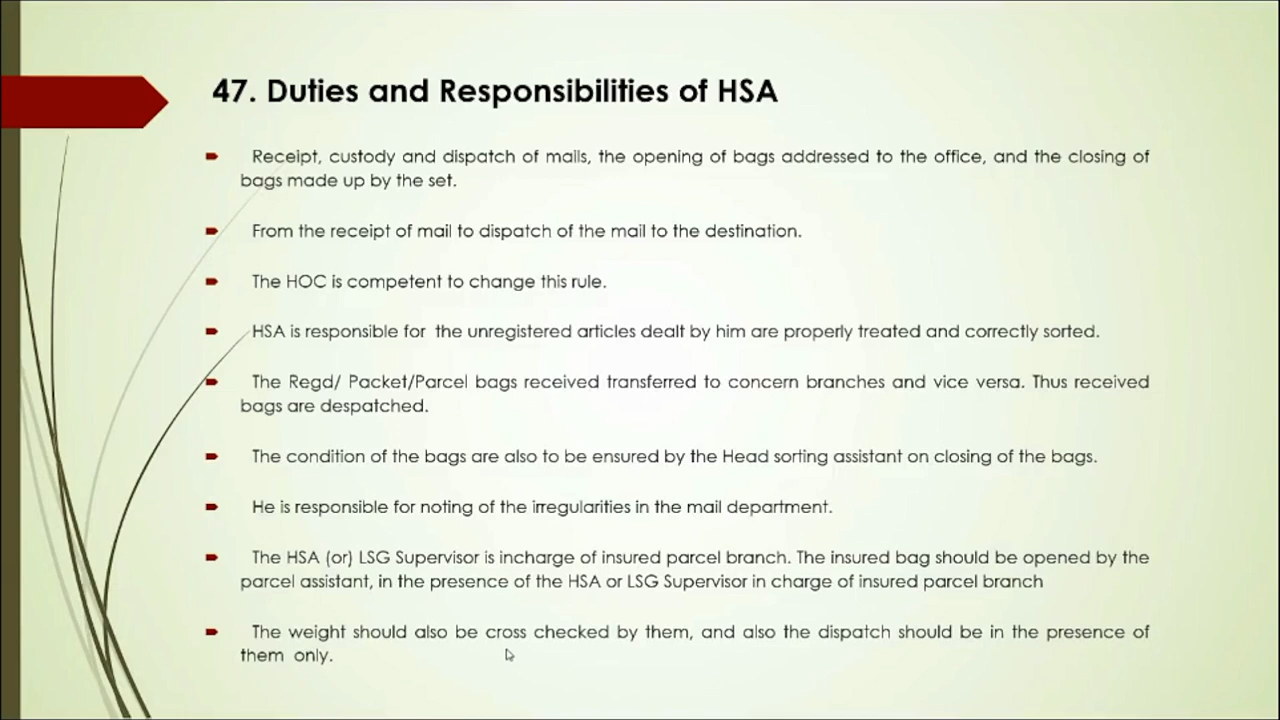 47. Duties and Responsibilities of HSA
Receipt, custody and dispatch of mails, the opening of bags addressed to the office, and the closing of
bags made up by the set.
From the receipt of mail to dispatch of the mail to the destination.
The HOC is competent to change this rule.
HSA is responsible for the unregistered articles dealt by him are properly treated and correctly sorted.
The Regd/ Packet/Parcel bags received transferred to concern branches and vice versa. Thus received
bags are despatched.
The condition of the bags are also to be ensured by the Head sorting assistant on closing of the bags.
He is responsible for noting of the irregularities in the mail department.
The HSA (or) LSG Supervisor is incharge of insured parcel branch. The insured bag should be opened by the
parcel assistant, in the presence of the HSA or LSG Supervisor in charge of insured parcel branch
The weight should also be cross checked by them, and also the dispatch should be in the presence of
them only.